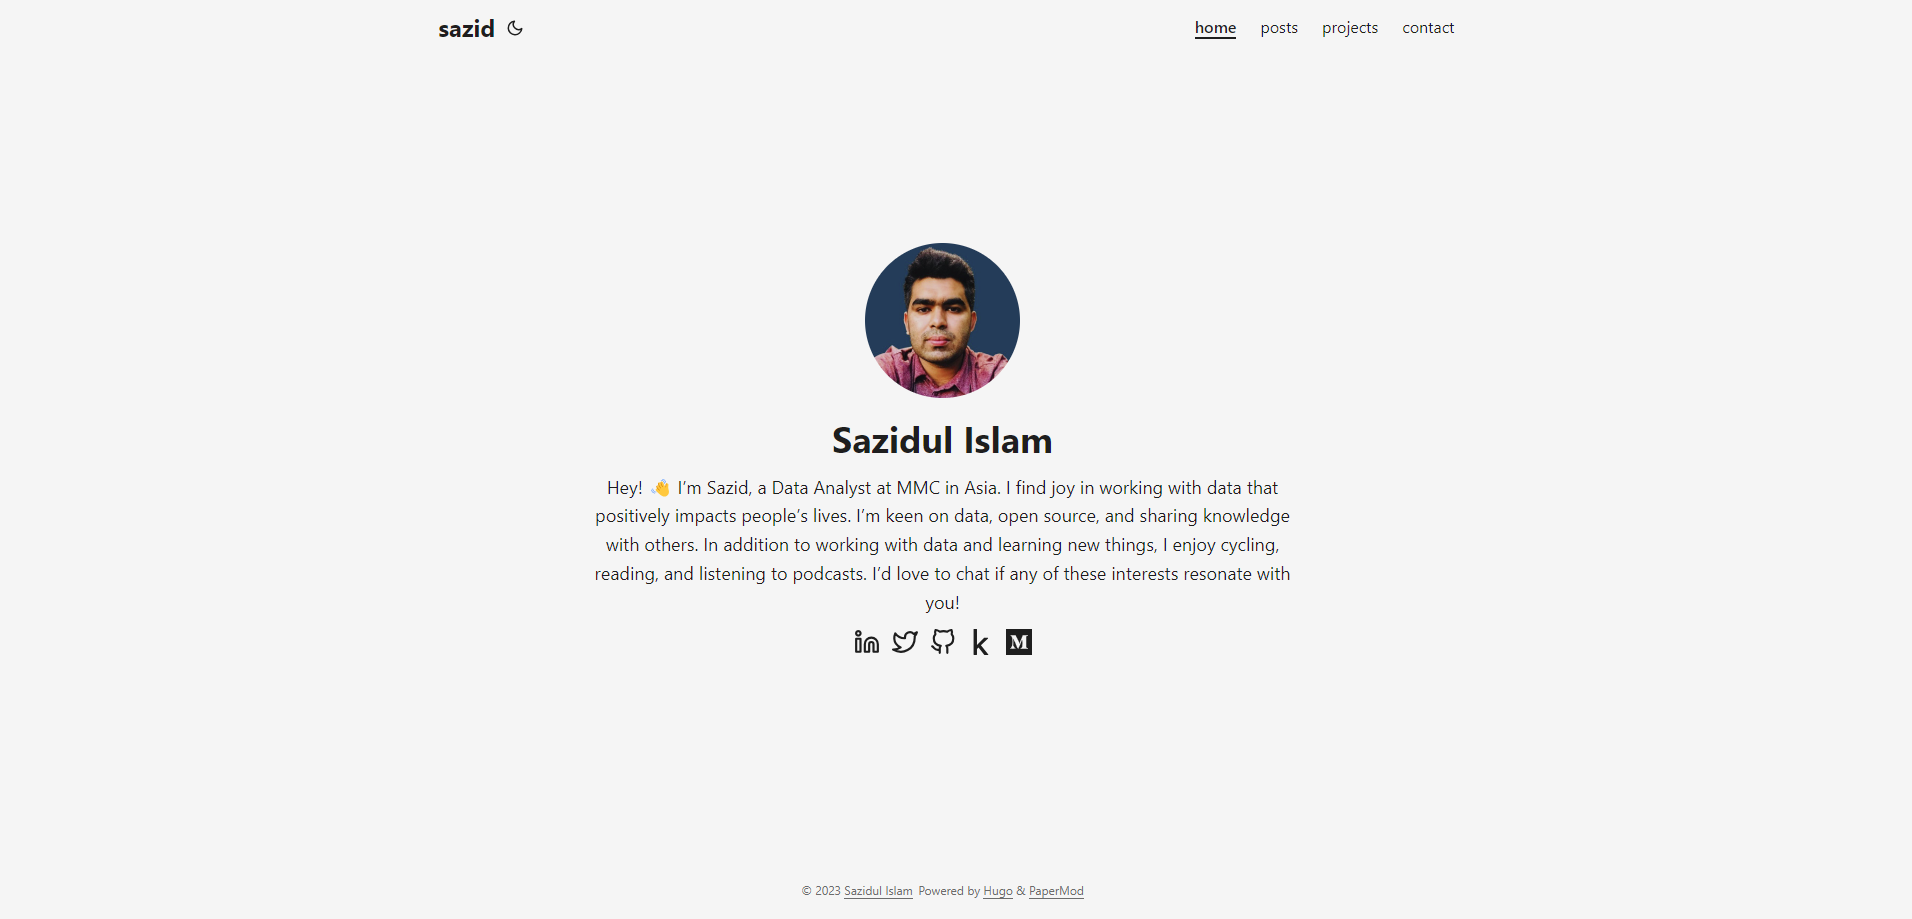 sazid
home posts projects contact
Sazidul Islam
Hey! 👋 I’m Sazid, a Data Analyst at MMC in Asia. I find joy in working with data that
positively impacts people’s lives. I’m keen on data, open source, and sharing knowledge
with others. In addition to working with data and learning new things, I enjoy cycling,
reading, and listening to podcasts. I’d love to chat if any of these interests resonate with
you!
in k M
© 2023 Sazidul Islam Powered by Hugo & PaperMod